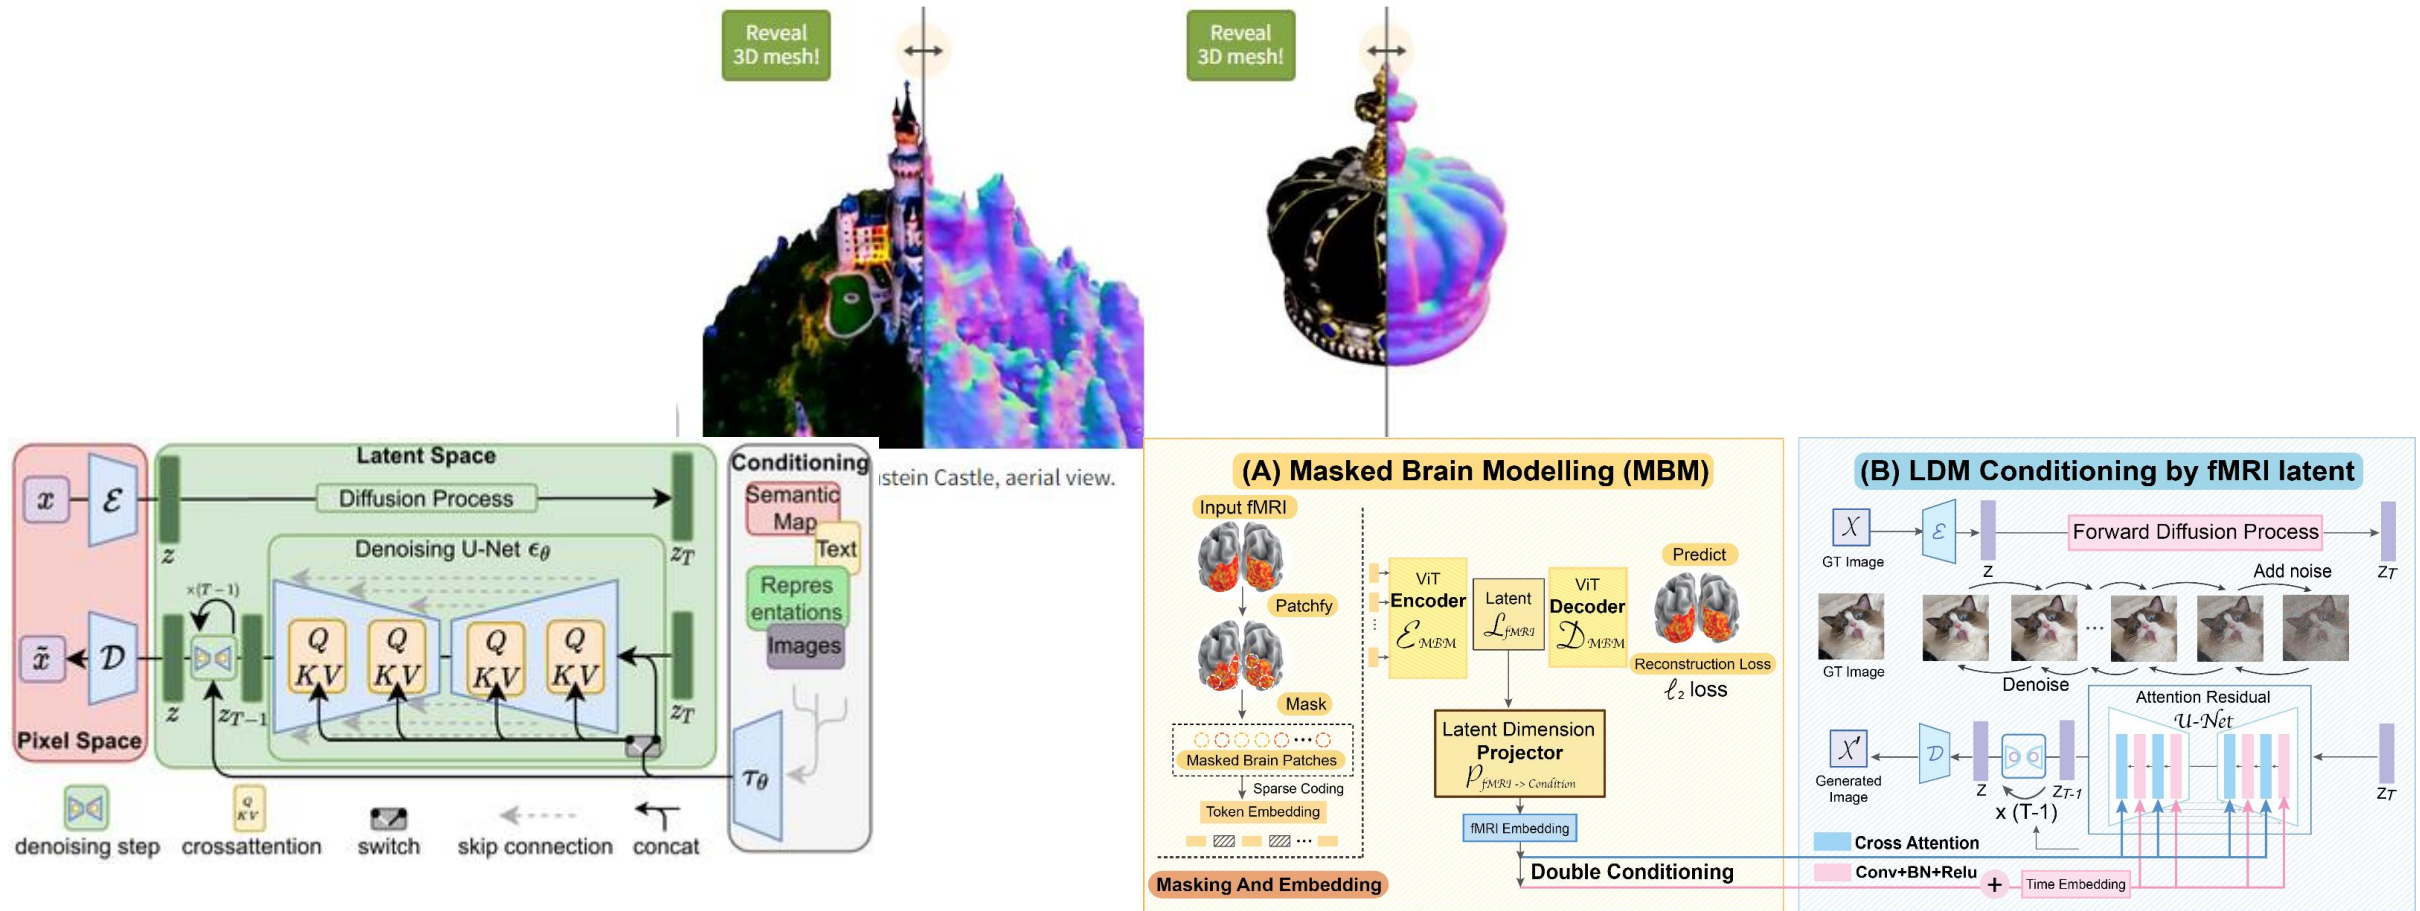 Reveal
3D mesh!
Reveal
3D mesh!
stein Castle, aerial view.
Latent Space
Diffusion Process
x
ℰ
z
z_T
Denoising U-Net ϵ_θ
×(T−1)
Q
KV
Q
KV
Q
KV
Q
KV
x̃
𝒟
z
z_{T−1}
z_T
Pixel Space
Conditioning
Semantic
Map
Text
Repres
entations
Images
τ_θ
Q
KV
denoising step
crossattention
switch
skip connection
concat
(A) Masked Brain Modelling (MBM)
Input fMRI
Patchfy
Mask
Masked Brain Patches
Sparse Coding
Token Embedding
Masking And Embedding
ViT
Encoder
ℰ_MBM
Latent
ℒ_fMRI
ViT
Decoder
𝒟_MBM
Predict
Reconstruction Loss
ℓ₂ loss
Latent Dimension
Projector
P_fMRI -> Condition
fMRI Embedding
Double Conditioning
(B) LDM Conditioning by fMRI latent
X
GT Image
ℰ
Z
Forward Diffusion Process
Z_T
Add noise
GT Image
Denoise
Attention Residual
U-Net
X'
Generated
Image
𝒟
Z
Z_{T-1}
x (T-1)
Z_T
Cross Attention
Conv+BN+Relu
+
Time Embedding